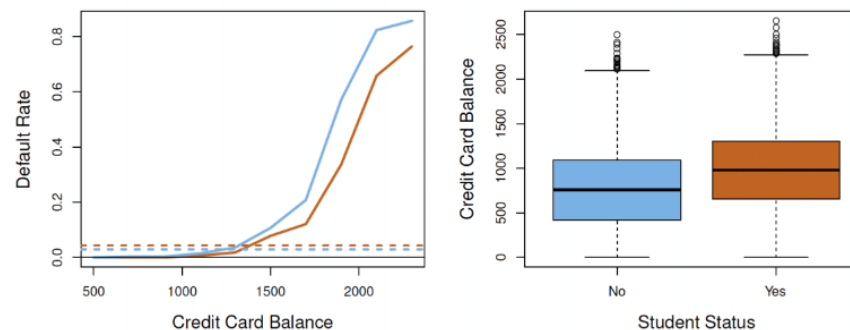 Default Rate
0.8
0.6
0.4
0.2
0.0
500 1000 1500 2000
Credit Card Balance
Credit Card Balance
2500
2000
1500
1000
500
0
No Yes
Student Status